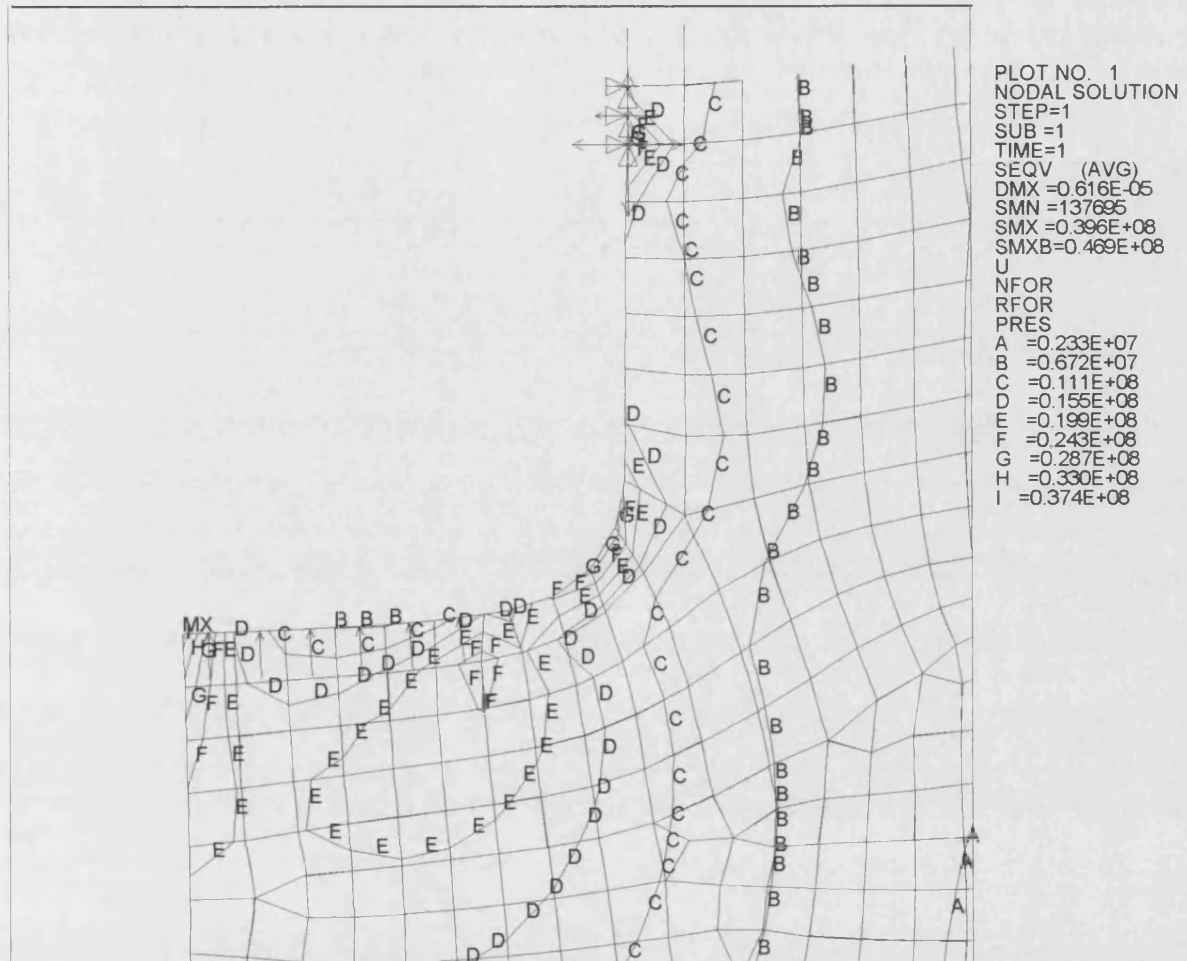 PLOT NO. 1
NODAL SOLUTION
STEP=1
SUB =1
TIME=1
SEQV (AVG)
DMX =0.616E-05
SMN =137695
SMX =0.396E+08
SMXB=0.469E+08
U
NFOR
RFOR
PRES
A =0.233E+07
B =0.672E+07
C =0.111E+08
D =0.155E+08
E =0.199E+08
F =0.243E+08
G =0.287E+08
H =0.330E+08
I =0.374E+08
MX